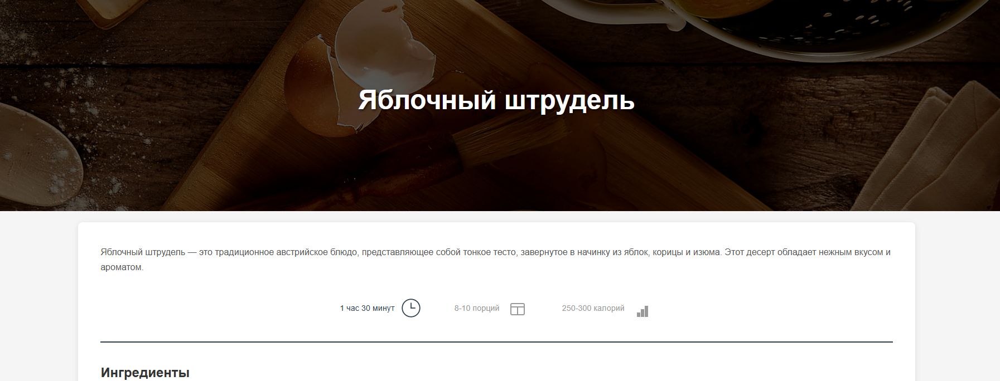 Яблочный штрудель
Яблочный штрудель — это традиционное австрийское блюдо, представляющее собой тонкое тесто, завернутое в начинку из яблок, корицы и изюма. Этот десерт обладает нежным вкусом и
ароматом.
1 час 30 минут 8-10 порций 250-300 калорий
Ингредиенты